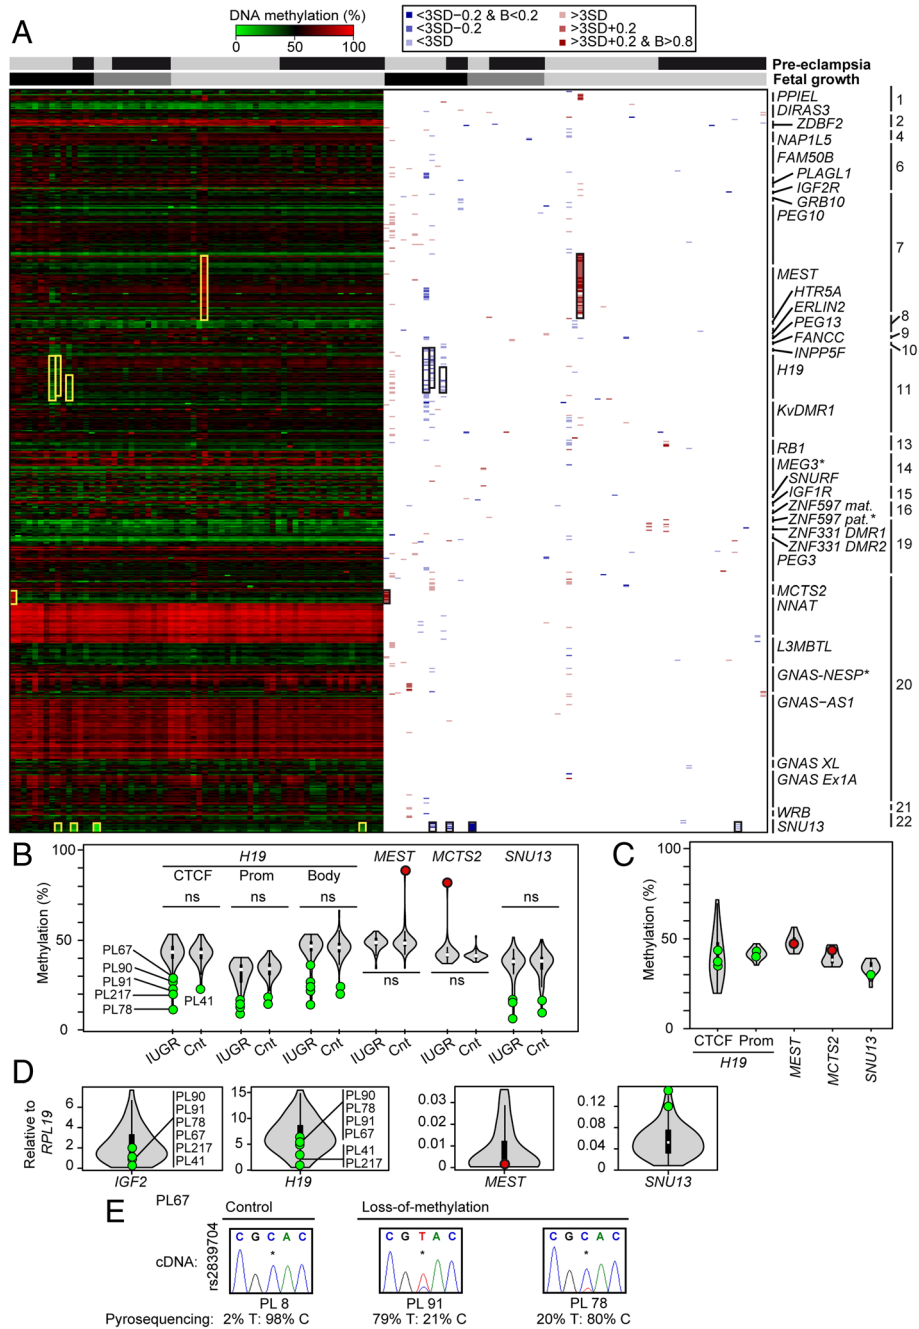 A
DNA methylation (%)
0 50 100
<3SD−0.2 & B<0.2
<3SD−0.2
<3SD
>3SD
>3SD+0.2
>3SD+0.2 & B>0.8
Pre-eclampsia
Fetal growth
PPIEL
1
DIRAS3
ZDBF2
2
NAP1L5
4
FAM50B
6
PLAGL1
IGF2R
GRB10
PEG10
7
MEST
HTR5A
ERLIN2
8
PEG13
9
FANCC
INPP5F
10
H19
11
KvDMR1
RB1
13
MEG3*
14
SNURF
IGF1R
15
ZNF597 mat.
16
ZNF597 pat.*
ZNF331 DMR1
ZNF331 DMR2
19
PEG3
MCTS2
NNAT
L3MBTL
GNAS-NESP*
20
GNAS−AS1
GNAS XL
GNAS Ex1A
WRB
21
SNU13
22
B
Methylation (%)
100
50
0
H19
CTCF Prom Body
MEST MCTS2 SNU13
ns ns ns ns ns ns
PL67
PL90
PL91
PL217
PL78
PL41
IUGR Cnt IUGR Cnt IUGR Cnt IUGR Cnt IUGR Cnt IUGR Cnt
C
Methylation (%)
100
50
0
CTCF Prom
H19
MEST
MCTS2
SNU13
D
Relative to
RPL19
6
4
2
0
PL90
PL91
PL78
PL67
PL217
PL41
IGF2
15
10
5
0
PL90
PL78
PL91
PL67
PL41
PL217
H19
0.03
0.02
0.01
0
MEST
0.12
0.08
0.04
0
SNU13
PL67
E
Control
Loss-of-methylation
cDNA:
rs2839704
C G C A C
*
PL 8
C G T A C
*
PL 91
C G C A C
*
PL 78
Pyrosequencing: 2% T: 98% C 79% T: 21% C 20% T: 80% C